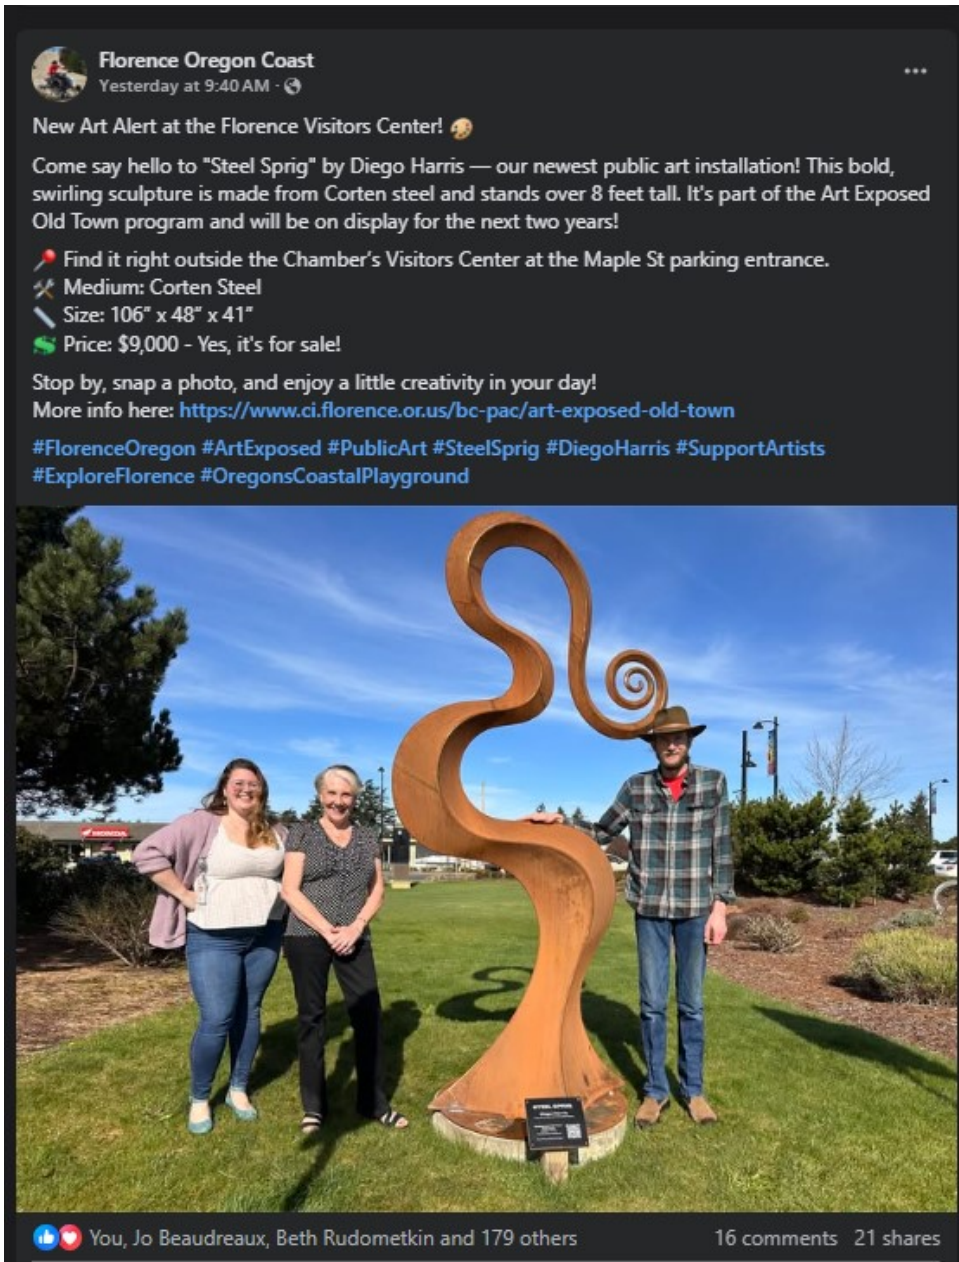 Florence Oregon Coast
Yesterday at 9:40 AM ·
New Art Alert at the Florence Visitors Center! 🎨
Come say hello to "Steel Sprig" by Diego Harris — our newest public art installation! This bold,
swirling sculpture is made from Corten steel and stands over 8 feet tall. It's part of the Art Exposed
Old Town program and will be on display for the next two years!
📍 Find it right outside the Chamber's Visitors Center at the Maple St parking entrance.
🛠 Medium: Corten Steel
📏 Size: 106” x 48” x 41”
💲 Price: $9,000 - Yes, it's for sale!
Stop by, snap a photo, and enjoy a little creativity in your day!
More info here: https://www.ci.florence.or.us/bc-pac/art-exposed-old-town
#FlorenceOregon #ArtExposed #PublicArt #SteelSprig #DiegoHarris #SupportArtists
#ExploreFlorence #OregonsCoastalPlayground
HONDA
STEEL SPRIG
You, Jo Beaudreaux, Beth Rudometkin and 179 others
16 comments 21 shares